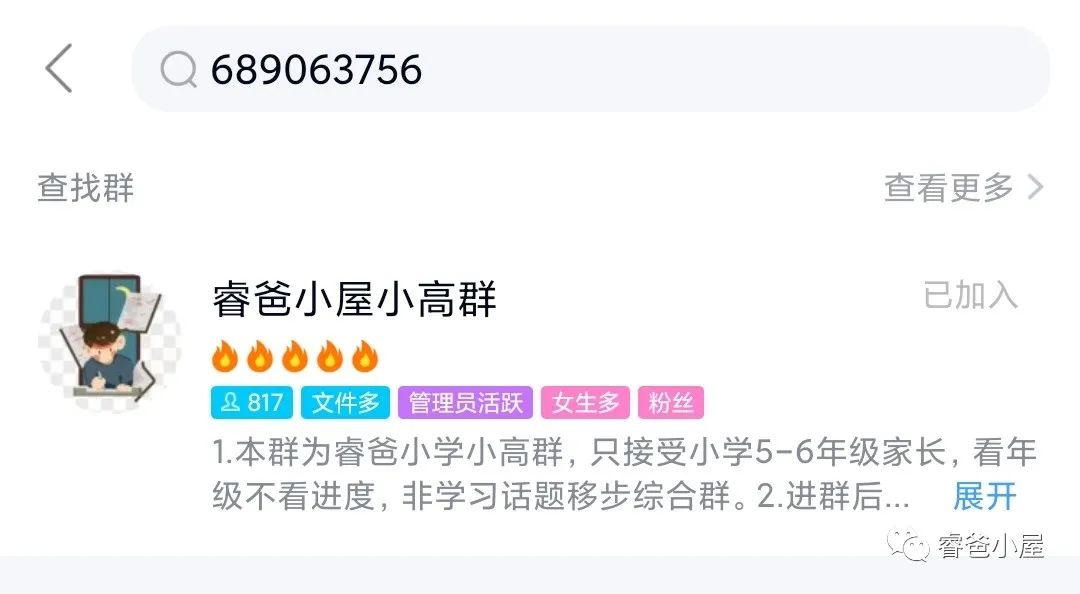 689063756
查找群
查看更多
睿爸小屋小高群
已加入
817 文件多 管理员活跃 女生多 粉丝
1.本群为睿爸小学小高群，只接受小学5-6年级家长，看年
级不看进度，非学习话题移步综合群。2.进群后... 展开
睿爸小屋